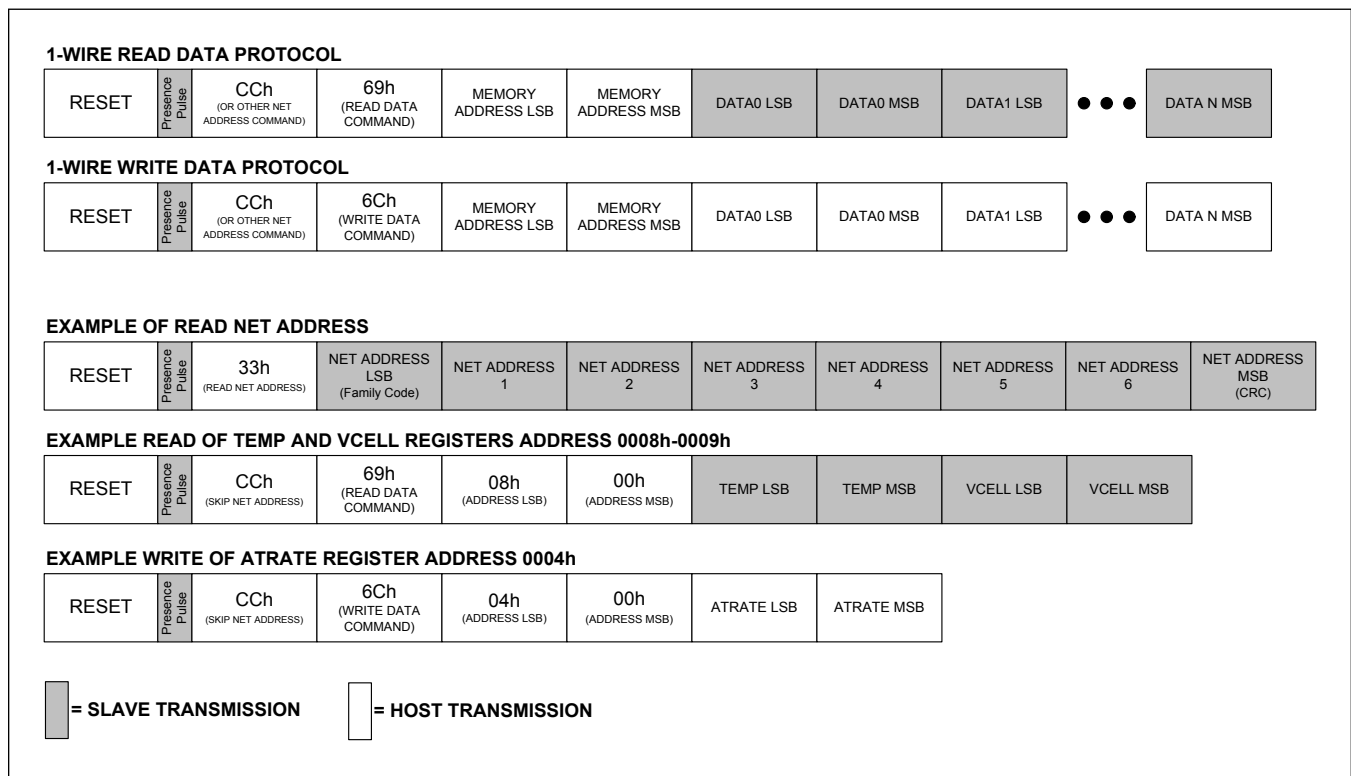 1-WIRE READ DATA PROTOCOL
RESET
Presence
Pulse
CCh
(OR OTHER NET
ADDRESS COMMAND)
69h
(READ DATA
COMMAND)
MEMORY
ADDRESS LSB
MEMORY
ADDRESS MSB
DATA0 LSB
DATA0 MSB
DATA1 LSB
DATA N MSB
1-WIRE WRITE DATA PROTOCOL
RESET
Presence
Pulse
CCh
(OR OTHER NET
ADDRESS COMMAND)
6Ch
(WRITE DATA
COMMAND)
MEMORY
ADDRESS LSB
MEMORY
ADDRESS MSB
DATA0 LSB
DATA0 MSB
DATA1 LSB
DATA N MSB
EXAMPLE OF READ NET ADDRESS
RESET
Presence
Pulse
33h
(READ NET ADDRESS)
NET ADDRESS
LSB
(Family Code)
NET ADDRESS
1
NET ADDRESS
2
NET ADDRESS
3
NET ADDRESS
4
NET ADDRESS
5
NET ADDRESS
6
NET ADDRESS
MSB
(CRC)
EXAMPLE READ OF TEMP AND VCELL REGISTERS ADDRESS 0008h-0009h
RESET
Presence
Pulse
CCh
(SKIP NET ADDRESS)
69h
(READ DATA
COMMAND)
08h
(ADDRESS LSB)
00h
(ADDRESS MSB)
TEMP LSB
TEMP MSB
VCELL LSB
VCELL MSB
EXAMPLE WRITE OF ATRATE REGISTER ADDRESS 0004h
RESET
Presence
Pulse
CCh
(SKIP NET ADDRESS)
6Ch
(WRITE DATA
COMMAND)
04h
(ADDRESS LSB)
00h
(ADDRESS MSB)
ATRATE LSB
ATRATE MSB
= SLAVE TRANSMISSION
= HOST TRANSMISSION